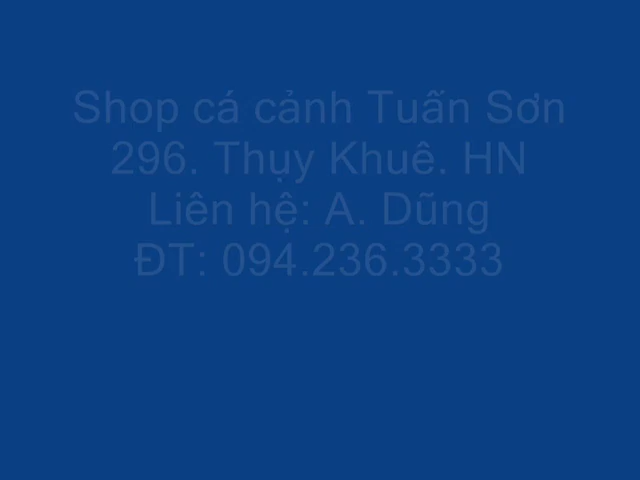 Shop cá cảnh Tuấn Sơn
296. Thụy Khuê. HN
Liên hệ: A. Dũng
ĐT: 094.236.3333